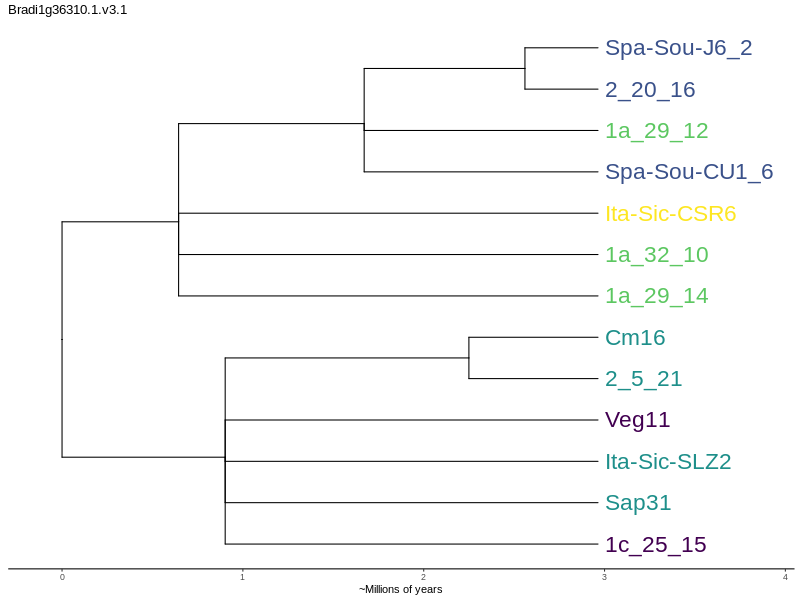 Bradi1g36310.1.v3.1
Spa-Sou-J6_2
2_20_16
1a_29_12
Spa-Sou-CU1_6
Ita-Sic-CSR6
1a_32_10
1a_29_14
Cm16
2_5_21
Veg11
Ita-Sic-SLZ2
Sap31
1c_25_15
0 1 2 3 4
~Millions of years